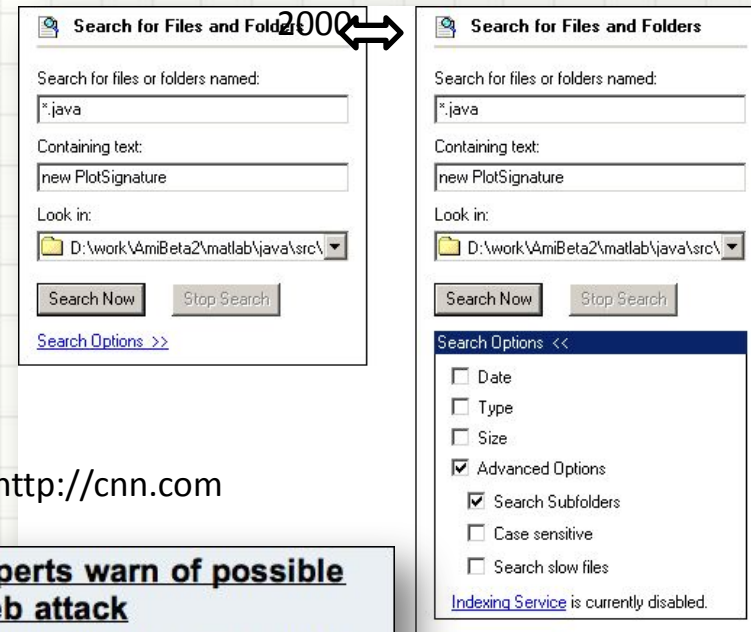 Search for Files and Folders
2000
Search for files or folders named:
*.java
Containing text:
new PlotSignature
Look in:
D:\work\AmiBeta2\matlab\java\src\
Search Now Stop Search
Search Options >>
Search for Files and Folders
Search for files or folders named:
*.java
Containing text:
new PlotSignature
Look in:
D:\work\AmiBeta2\matlab\java\src\
Search Now Stop Search
Search Options <<
Date
Type
Size
Advanced Options
Search Subfolders
Case sensitive
Search slow files
Indexing Service is currently disabled.
http://cnn.com
perts warn of possible
eb attack